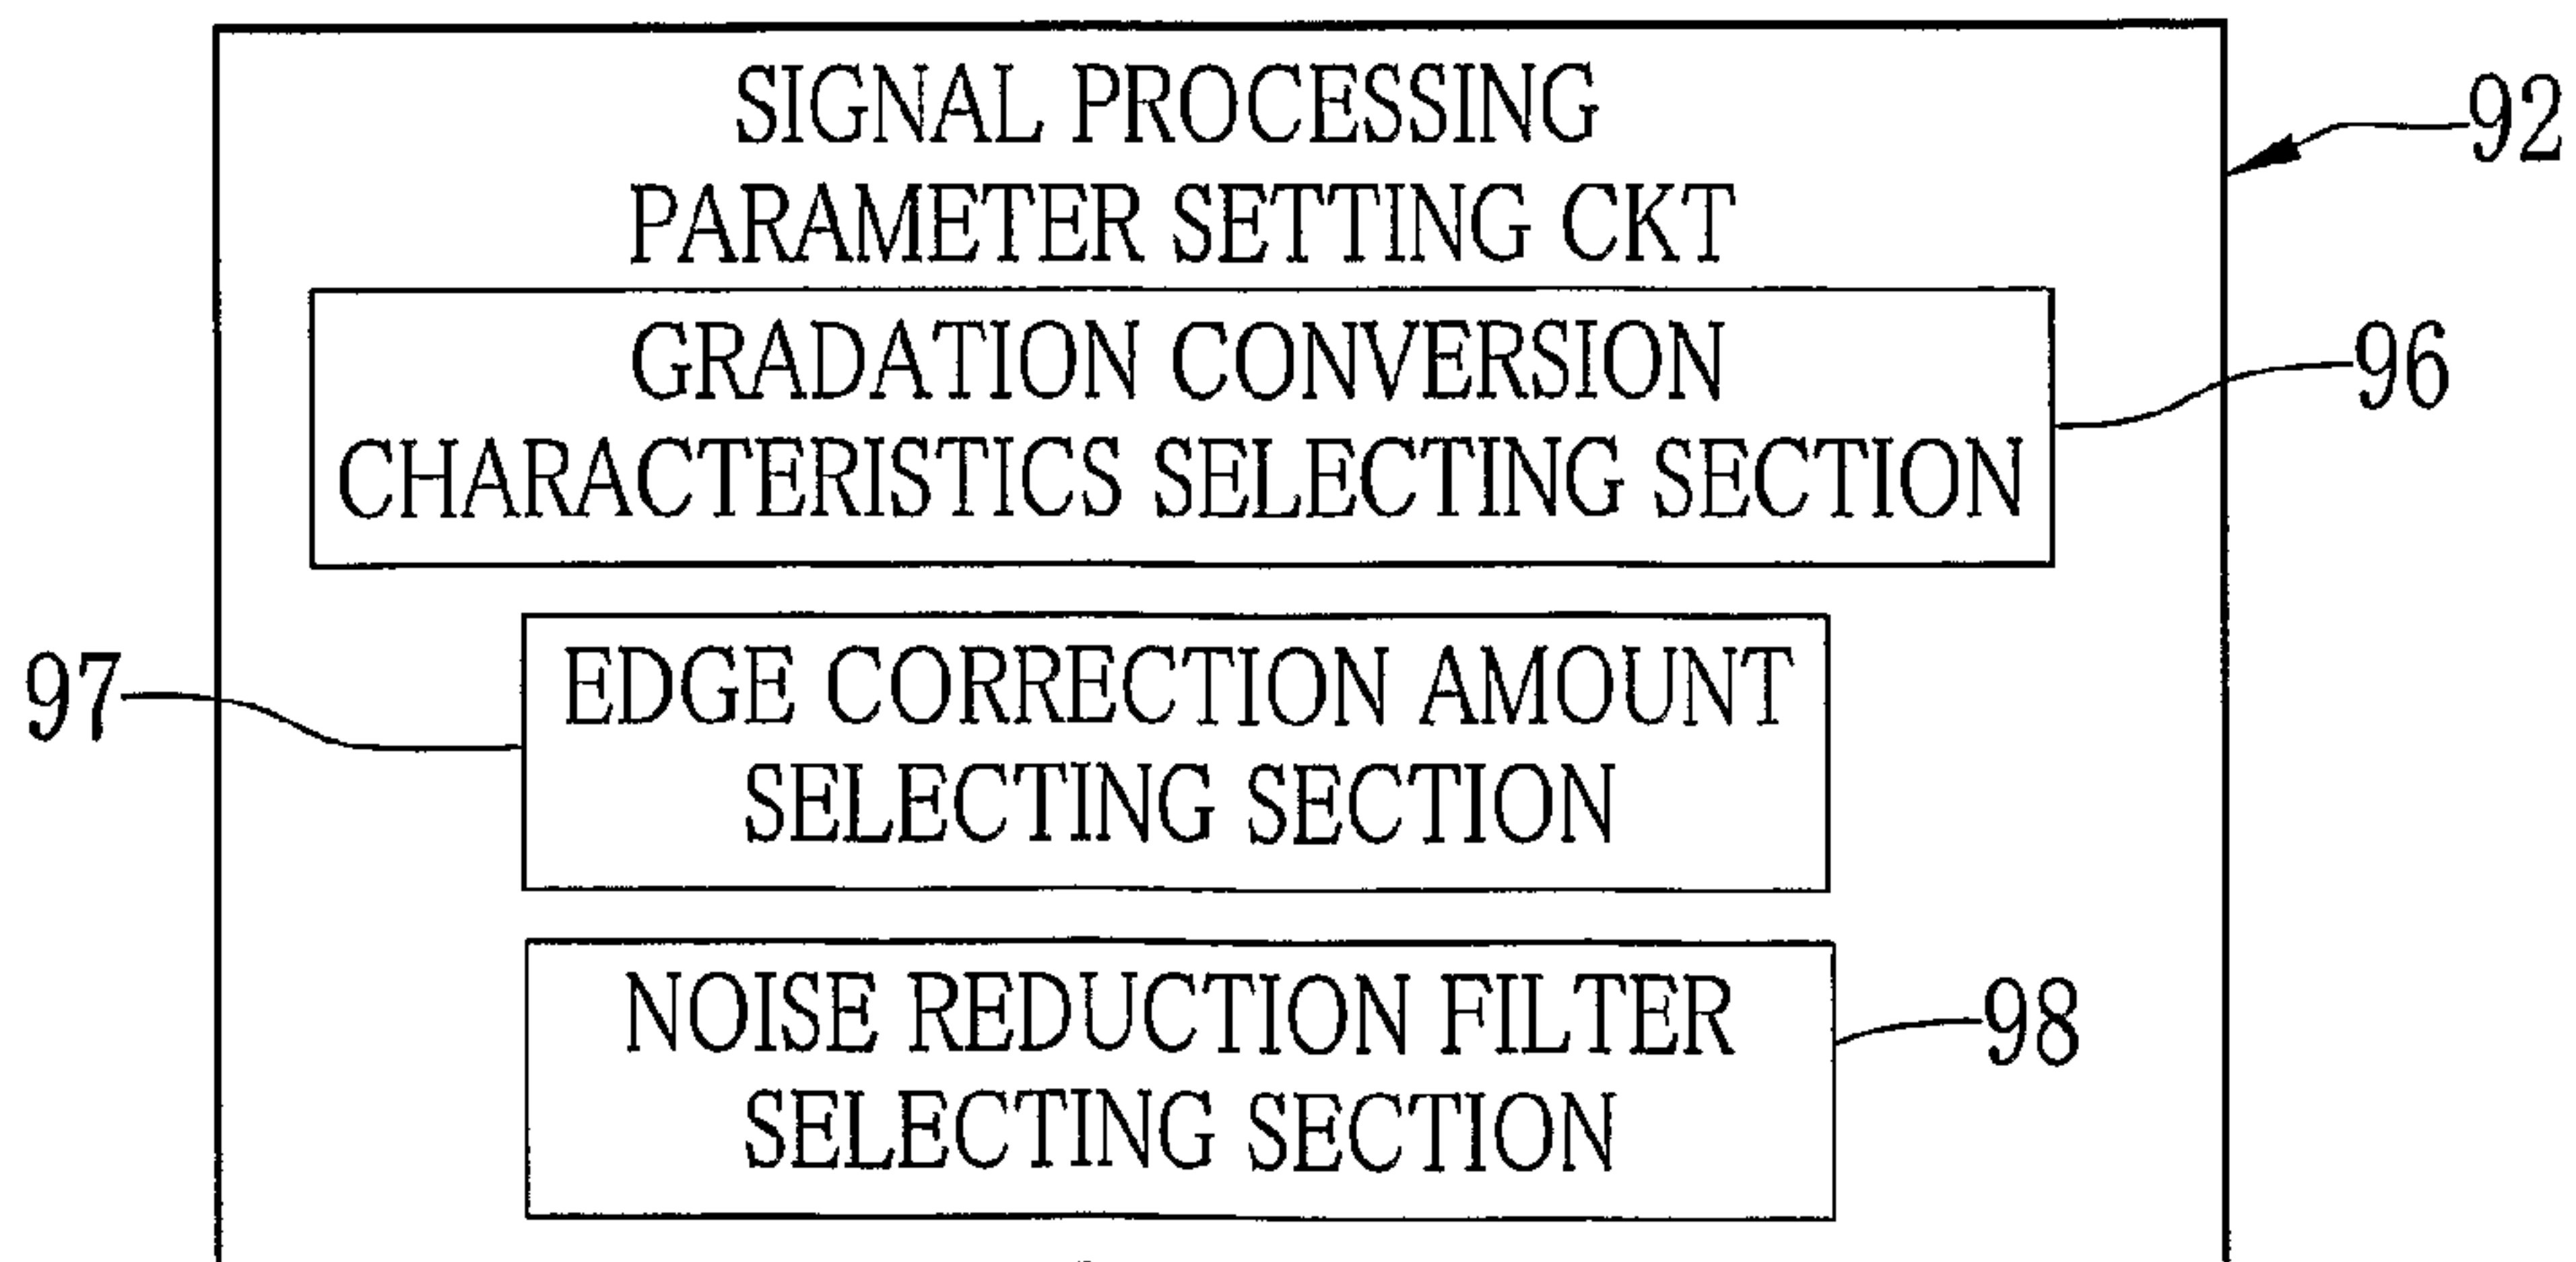 SIGNAL PROCESSING
PARAMETER SETTING CKT
92
GRADATION CONVERSION
CHARACTERISTICS SELECTING SECTION
96
EDGE CORRECTION AMOUNT
SELECTING SECTION
97
NOISE REDUCTION FILTER
SELECTING SECTION
98